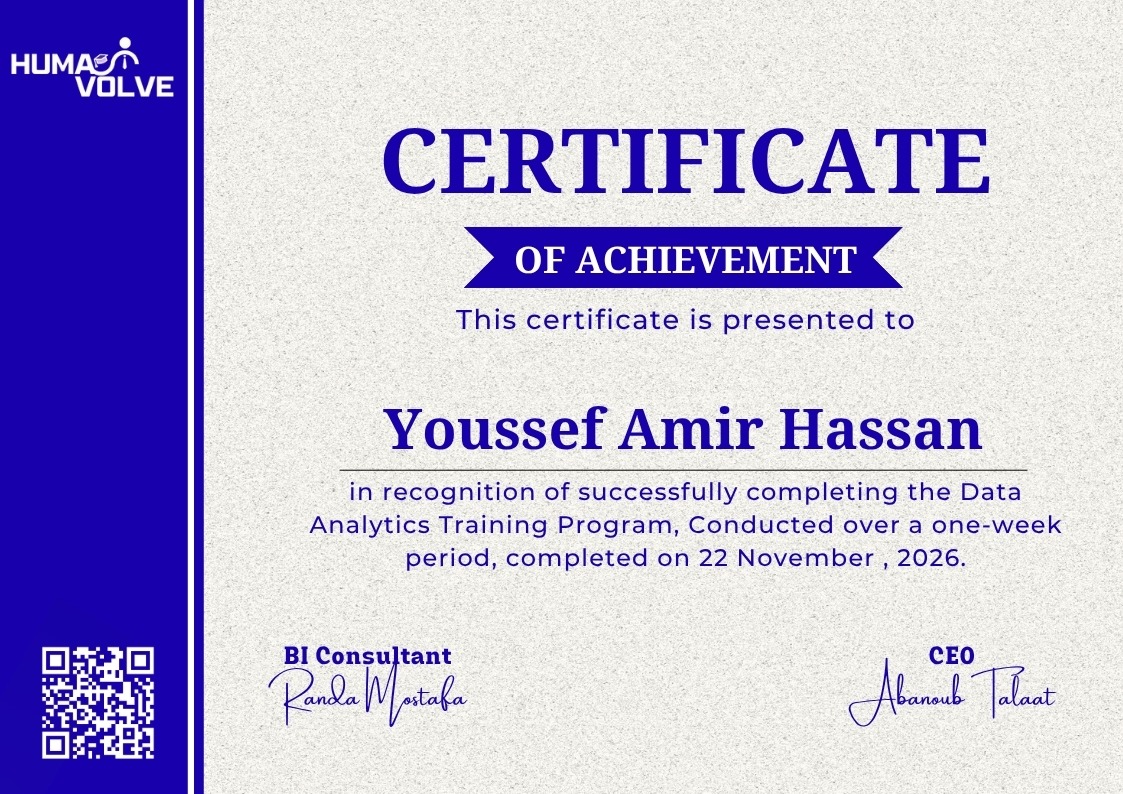 HUMA
VOLVE
CERTIFICATE
OF ACHIEVEMENT
This certificate is presented to
Youssef Amir Hassan
in recognition of successfully completing the Data
Analytics Training Program, Conducted over a one-week
period, completed on 22 November , 2026.
BI Consultant
Randa Mostafa
CEO
Abanoub Talaat